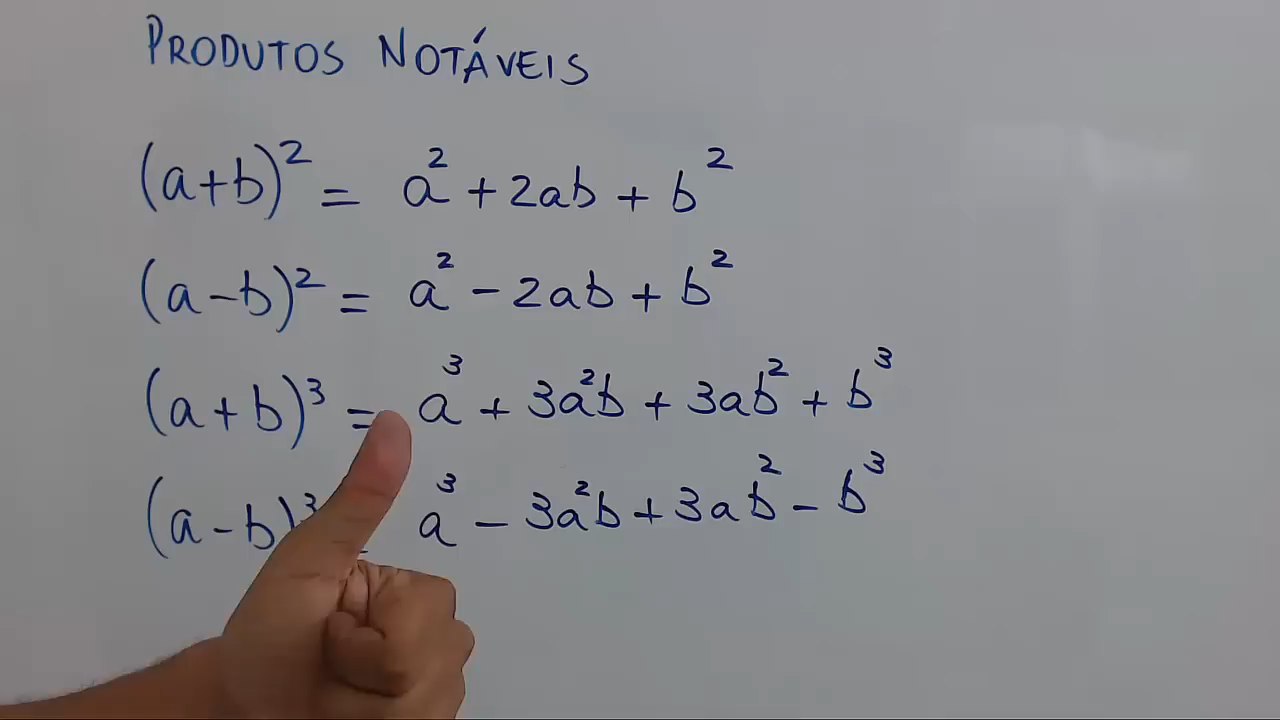 PRODUTOS NOTÁVEIS
(a+b)² = a² + 2ab + b²
(a-b)² = a² - 2ab + b²
(a+b)³ = a³ + 3a²b + 3ab² + b³
(a-b)³ a³ - 3a²b + 3ab² - b³